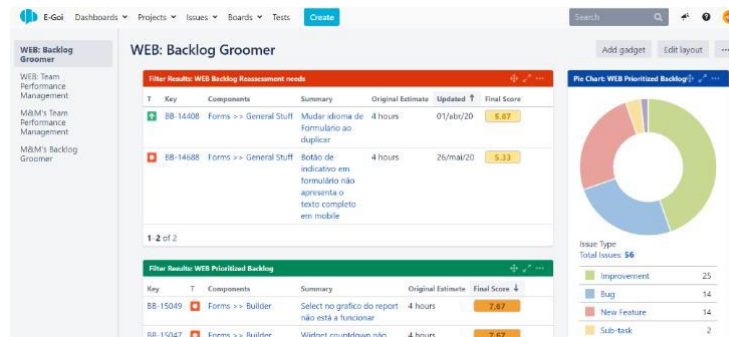 E-Goi Dashboards Projects Issues Boards Tests Create Search
WEB: Backlog Groomer
WEB: Team Performance Management
M&M's Team Performance Management
M&M's Backlog Groomer
WEB: Backlog Groomer
Add gadget Edit layout
Filter Results: WEB Backlog Reassessment needs
T Key Components Summary Original Estimate Updated ↑ Final Score
BB-14408 Forms >> General Stuff Mudar idioma de 4 hours 01/abr/20 6.67
Formulário ao
duplicar
BB-14688 Forms >> General Stuff Botão de 4 hours 26/mai/20 5.33
indicativo em
formulário não
apresenta o
texto completo
em mobile
1-2 of 2
Filter Results: WEB Prioritized Backlog
Key T Components Summary Original Estimate Final Score ↓
BB-15049 Forms >> Builder Select no grafico do report 4 hours 7.67
não está a funcionar
BB-15047 Forms >> Builder Widget countdown não 4 hours 7.67
Pie Chart: WEB Prioritized Backlog
Issue Type
Total Issues: 56
Improvement 25
Bug 14
New Feature 14
Sub-task 2